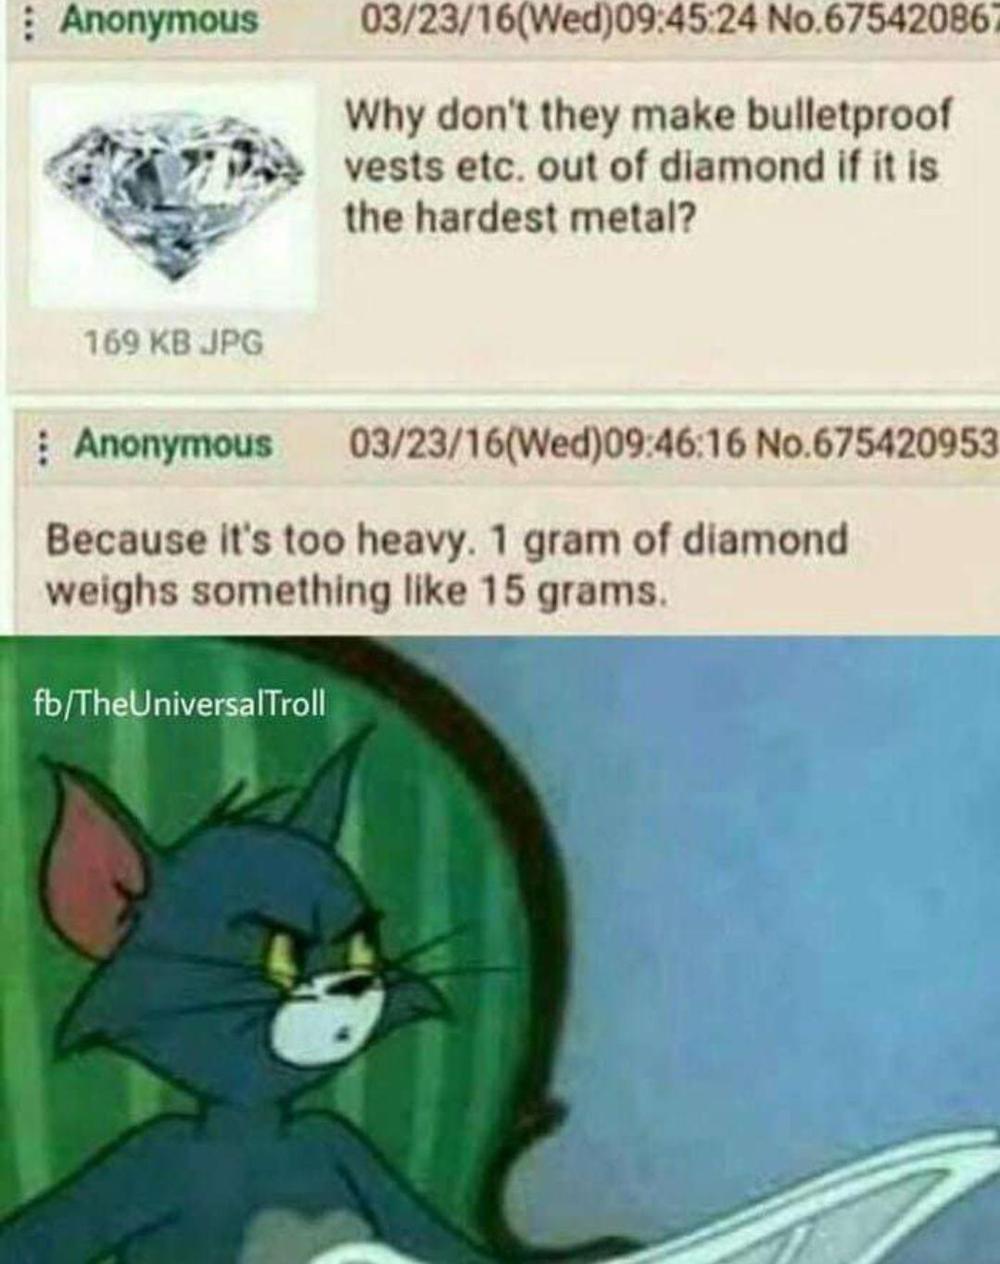 Anonymous 03/23/16(Wed)09:45:24 No.675420867
Why don't they make bulletproof
vests etc. out of diamond if it is
the hardest metal?
169 KB JPG
Anonymous 03/23/16(Wed)09:46:16 No.675420953
Because it's too heavy. 1 gram of diamond
weighs something like 15 grams.
fb/TheUniversalTroll